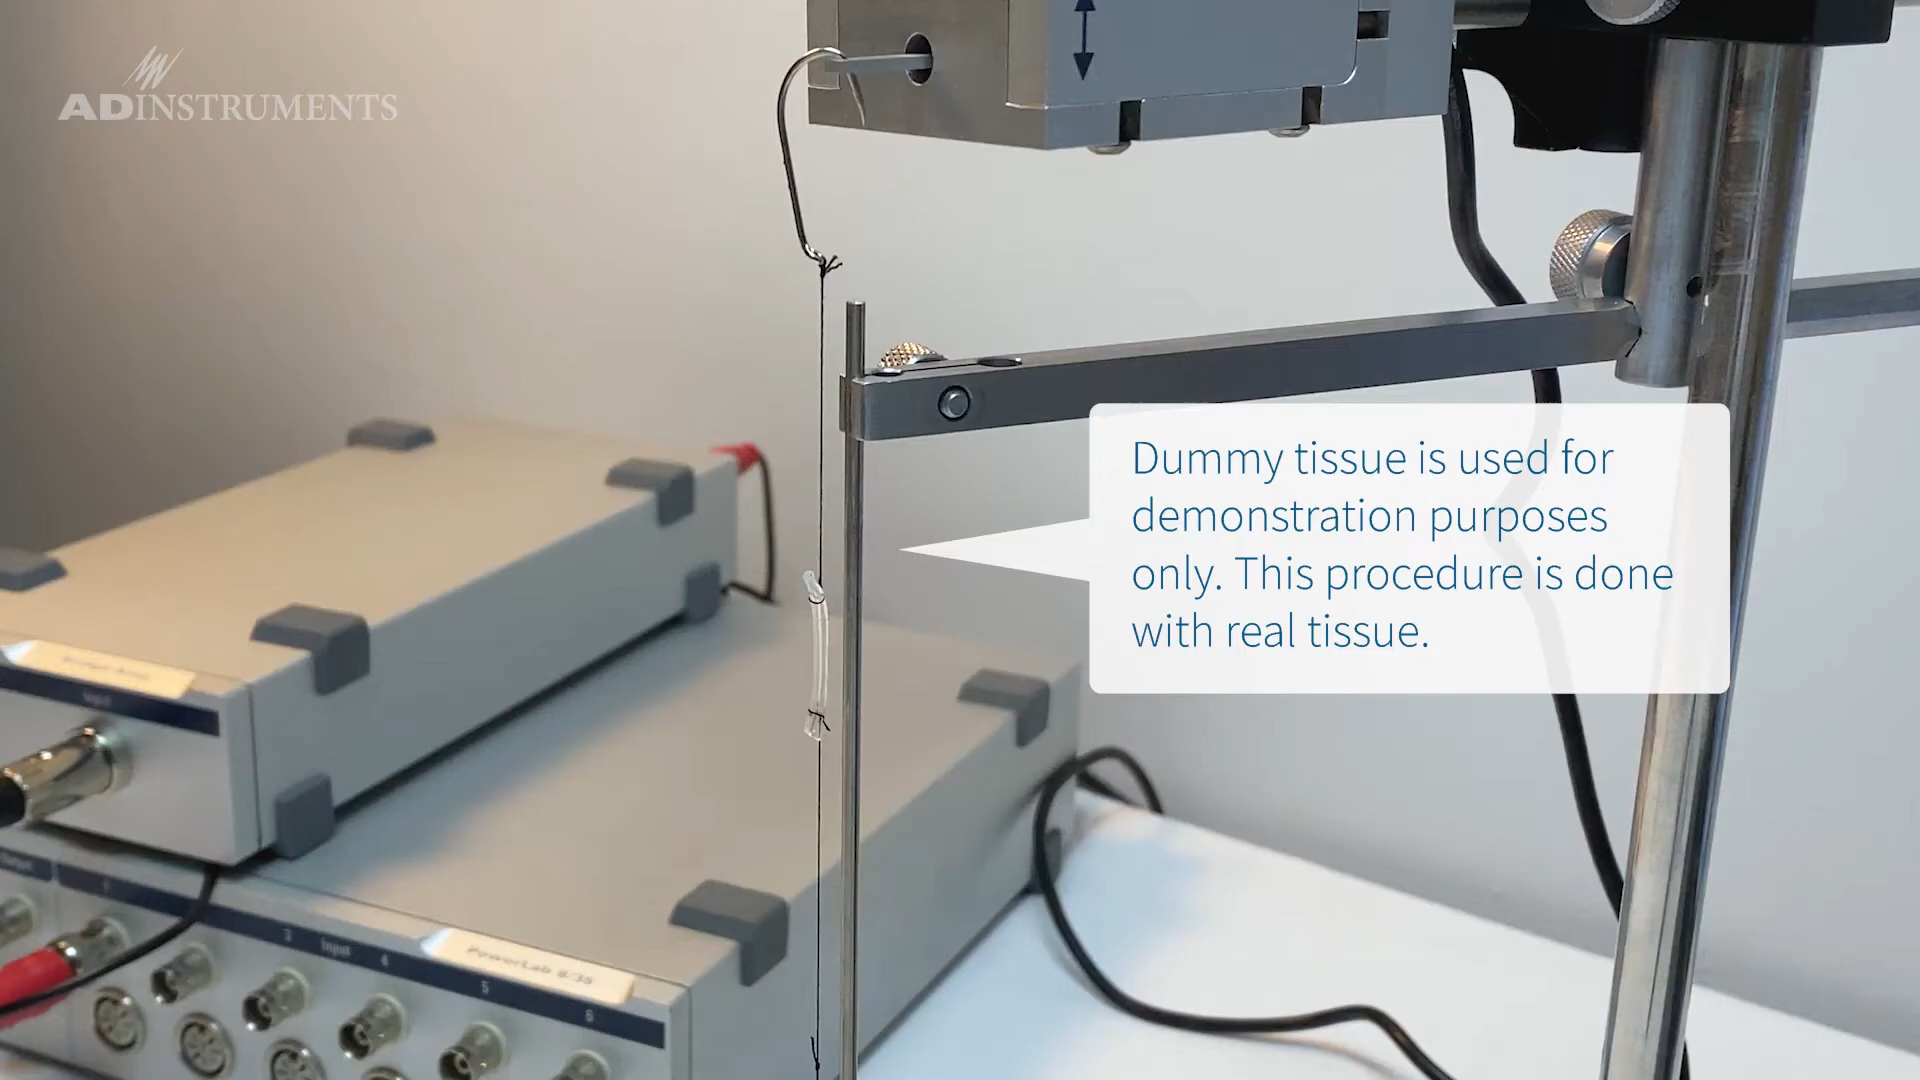 ADINSTRUMENTS
Dummy tissue is used for
demonstration purposes
only. This procedure is done
with real tissue.
Input
PowerLab 8/35
3 Input 4
5
6